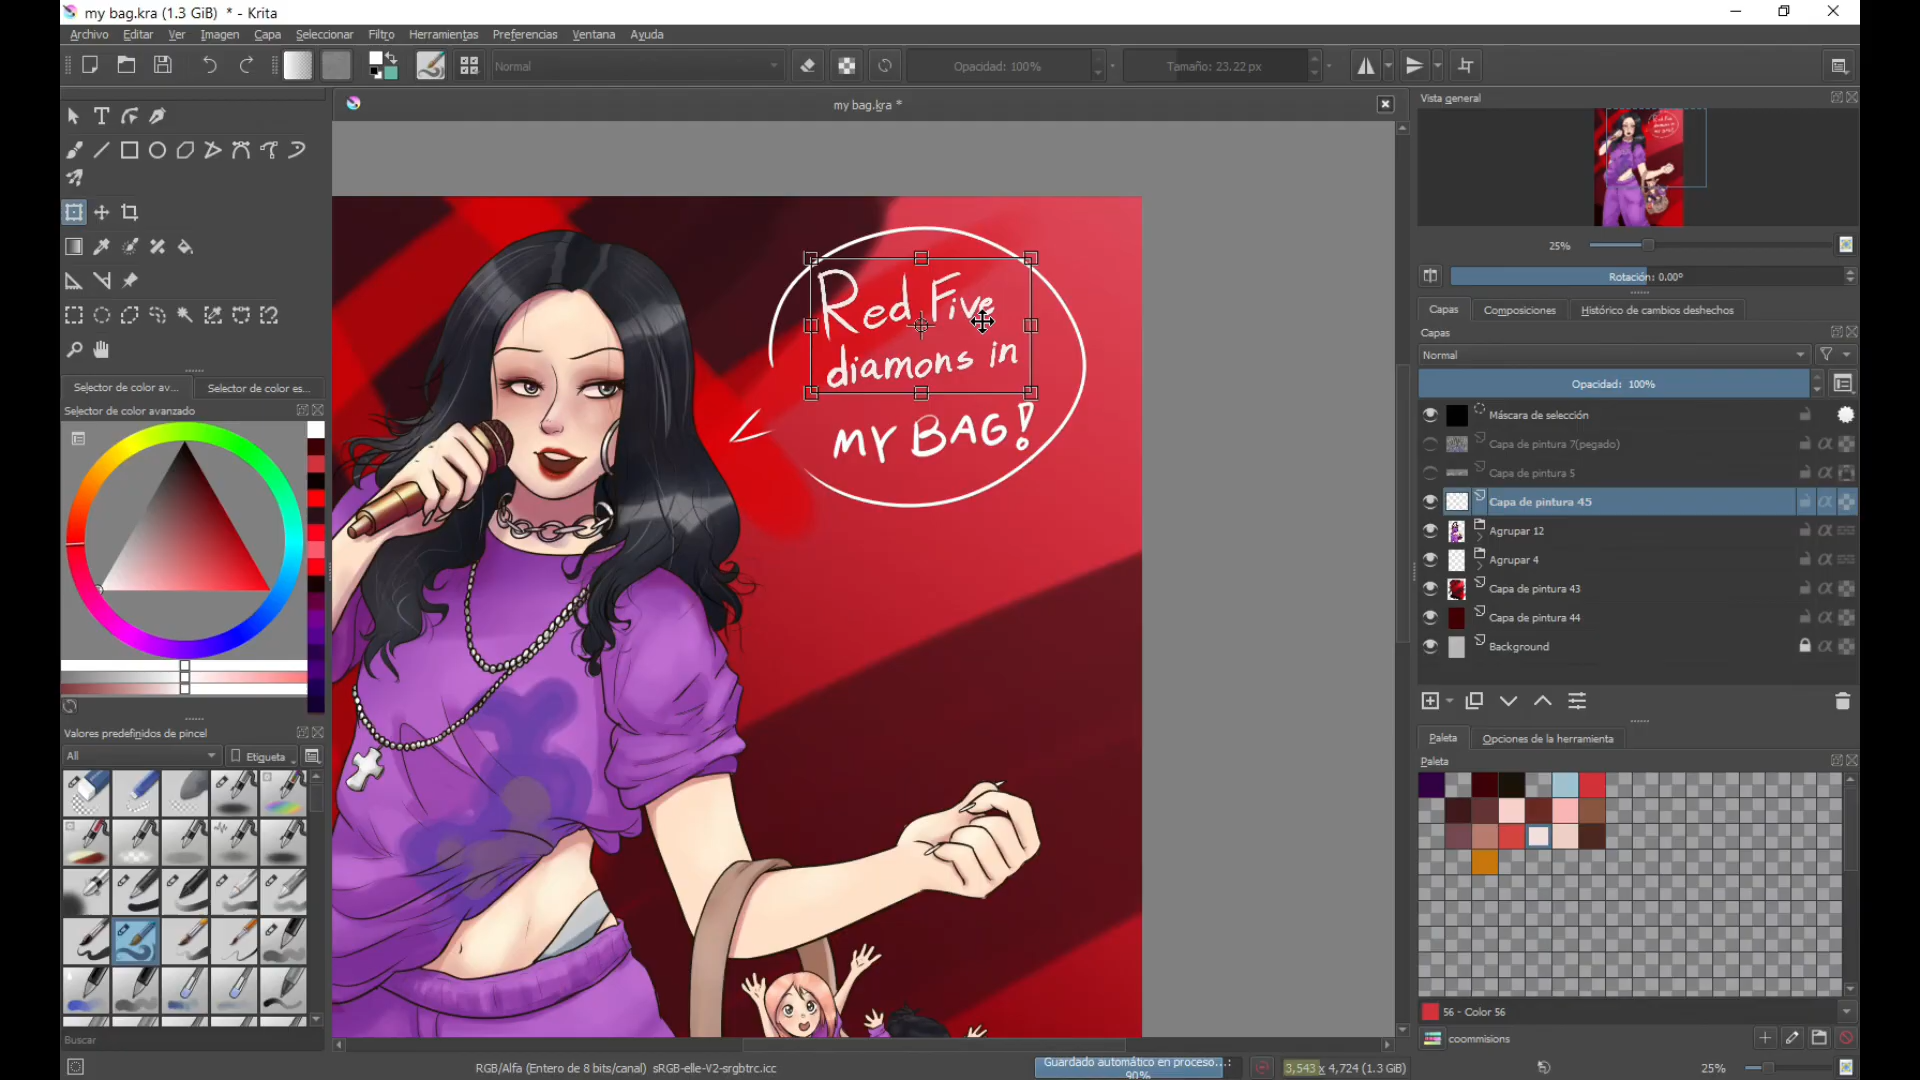 my bag.kra (1.3 GiB) * - Krita
Archivo Editar Ver Imagen Capa Seleccionar Filtro Herramientas Preferencias Ventana Ayuda
Normal
Opacidad: 100%
Tamaño: 23.22 px
my bag.kra *
Vista general
25%
Rotación: 0.00°
Capas Composiciones Histórico de cambios deshechos
Capas
Normal
Opacidad: 100%
Máscara de selección
Capa de pintura 7(pegado)
Capa de pintura 5
Capa de pintura 45
Agrupar 12
Agrupar 4
Capa de pintura 43
Capa de pintura 44
Background
Paleta Opciones de la herramienta
Paleta
56 - Color 56
coommisions
Selector de color av... Selector de color es...
Selector de color avanzado
Valores predefinidos de pincel
All
Etiqueta
Buscar
Red Five
diamons in
MY BAG!
RGB/Alfa (Entero de 8 bits/canal) sRGB-elle-V2-srgbtrc.icc
Guardado automático en proceso...:
90%
3,543 x 4,724 (1.3 GiB)
25%